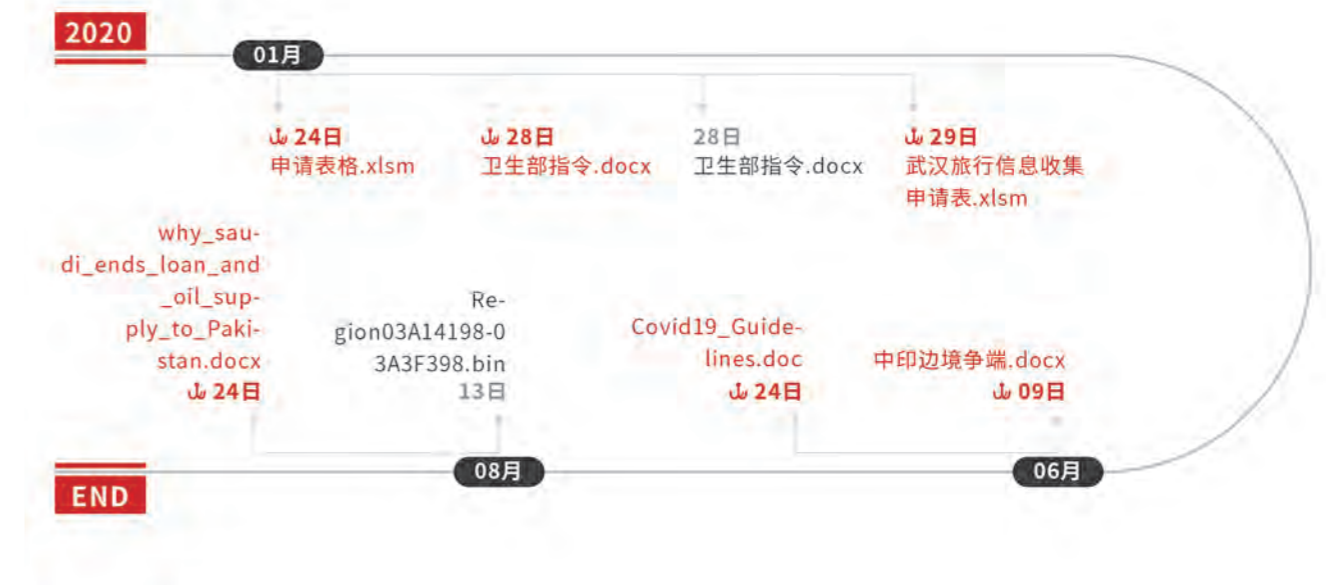 2020
01月
24日
申请表格.xlsm
28日
卫生部指令.docx
28日
卫生部指令.docx
29日
武汉旅行信息收集
申请表.xlsm
why_sau-
di_ends_loan_and
_oil_sup-
ply_to_Paki-
stan.docx
24日
Re-
gion03A14198-0
3A3F398.bin
13日
Covid19_Guide-
lines.doc
24日
中印边境争端.docx
09日
08月
06月
END